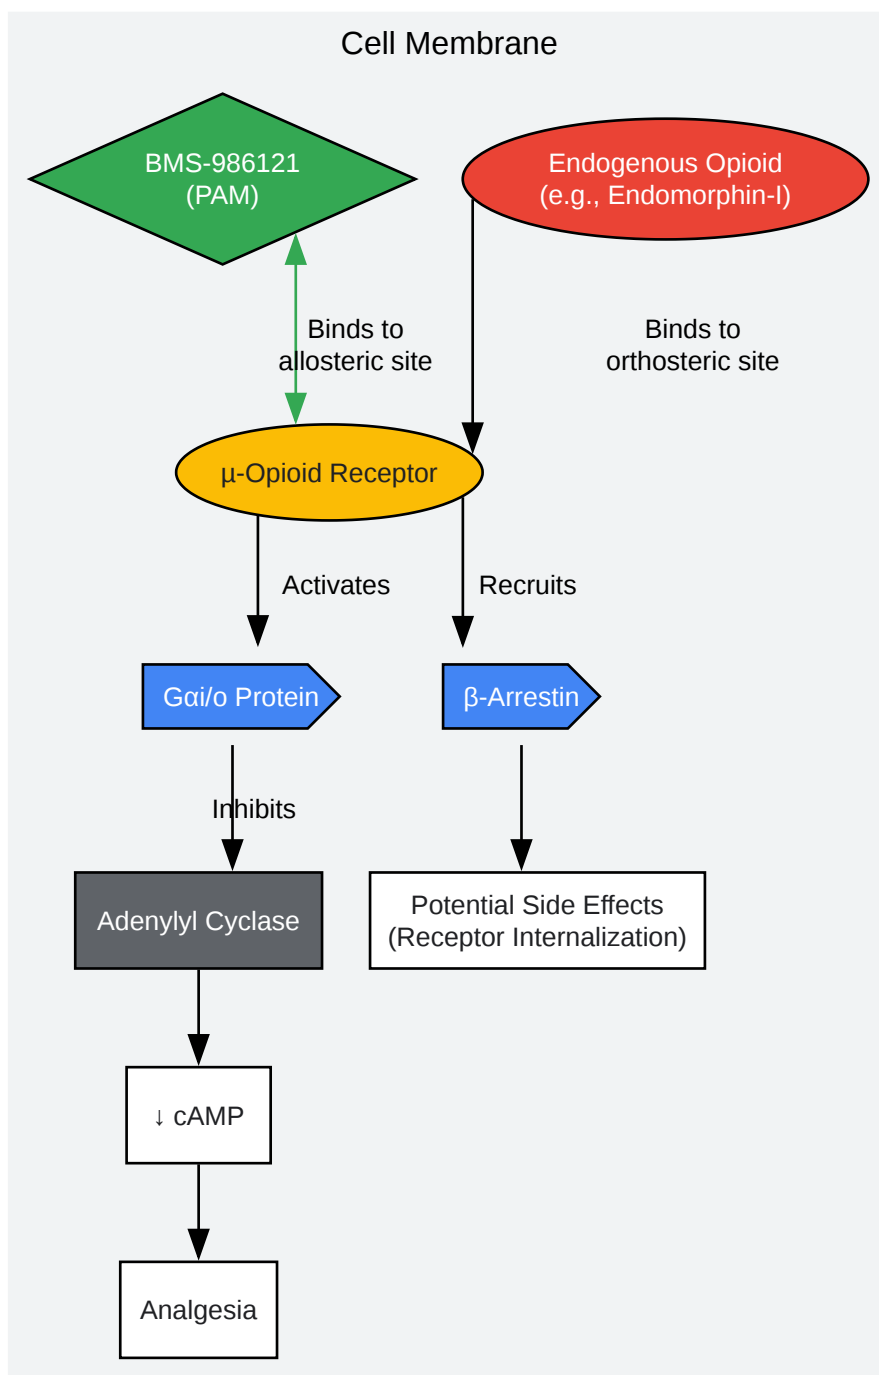 Cell Membrane
BMS-986121
(PAM)
Endogenous Opioid
(e.g., Endomorphin-I)
Binds to
allosteric site
Binds to
orthosteric site
μ-Opioid Receptor
Activates
Recruits
Gαi/o Protein
β-Arrestin
Inhibits
Adenylyl Cyclase
Potential Side Effects
(Receptor Internalization)
↓ cAMP
Analgesia